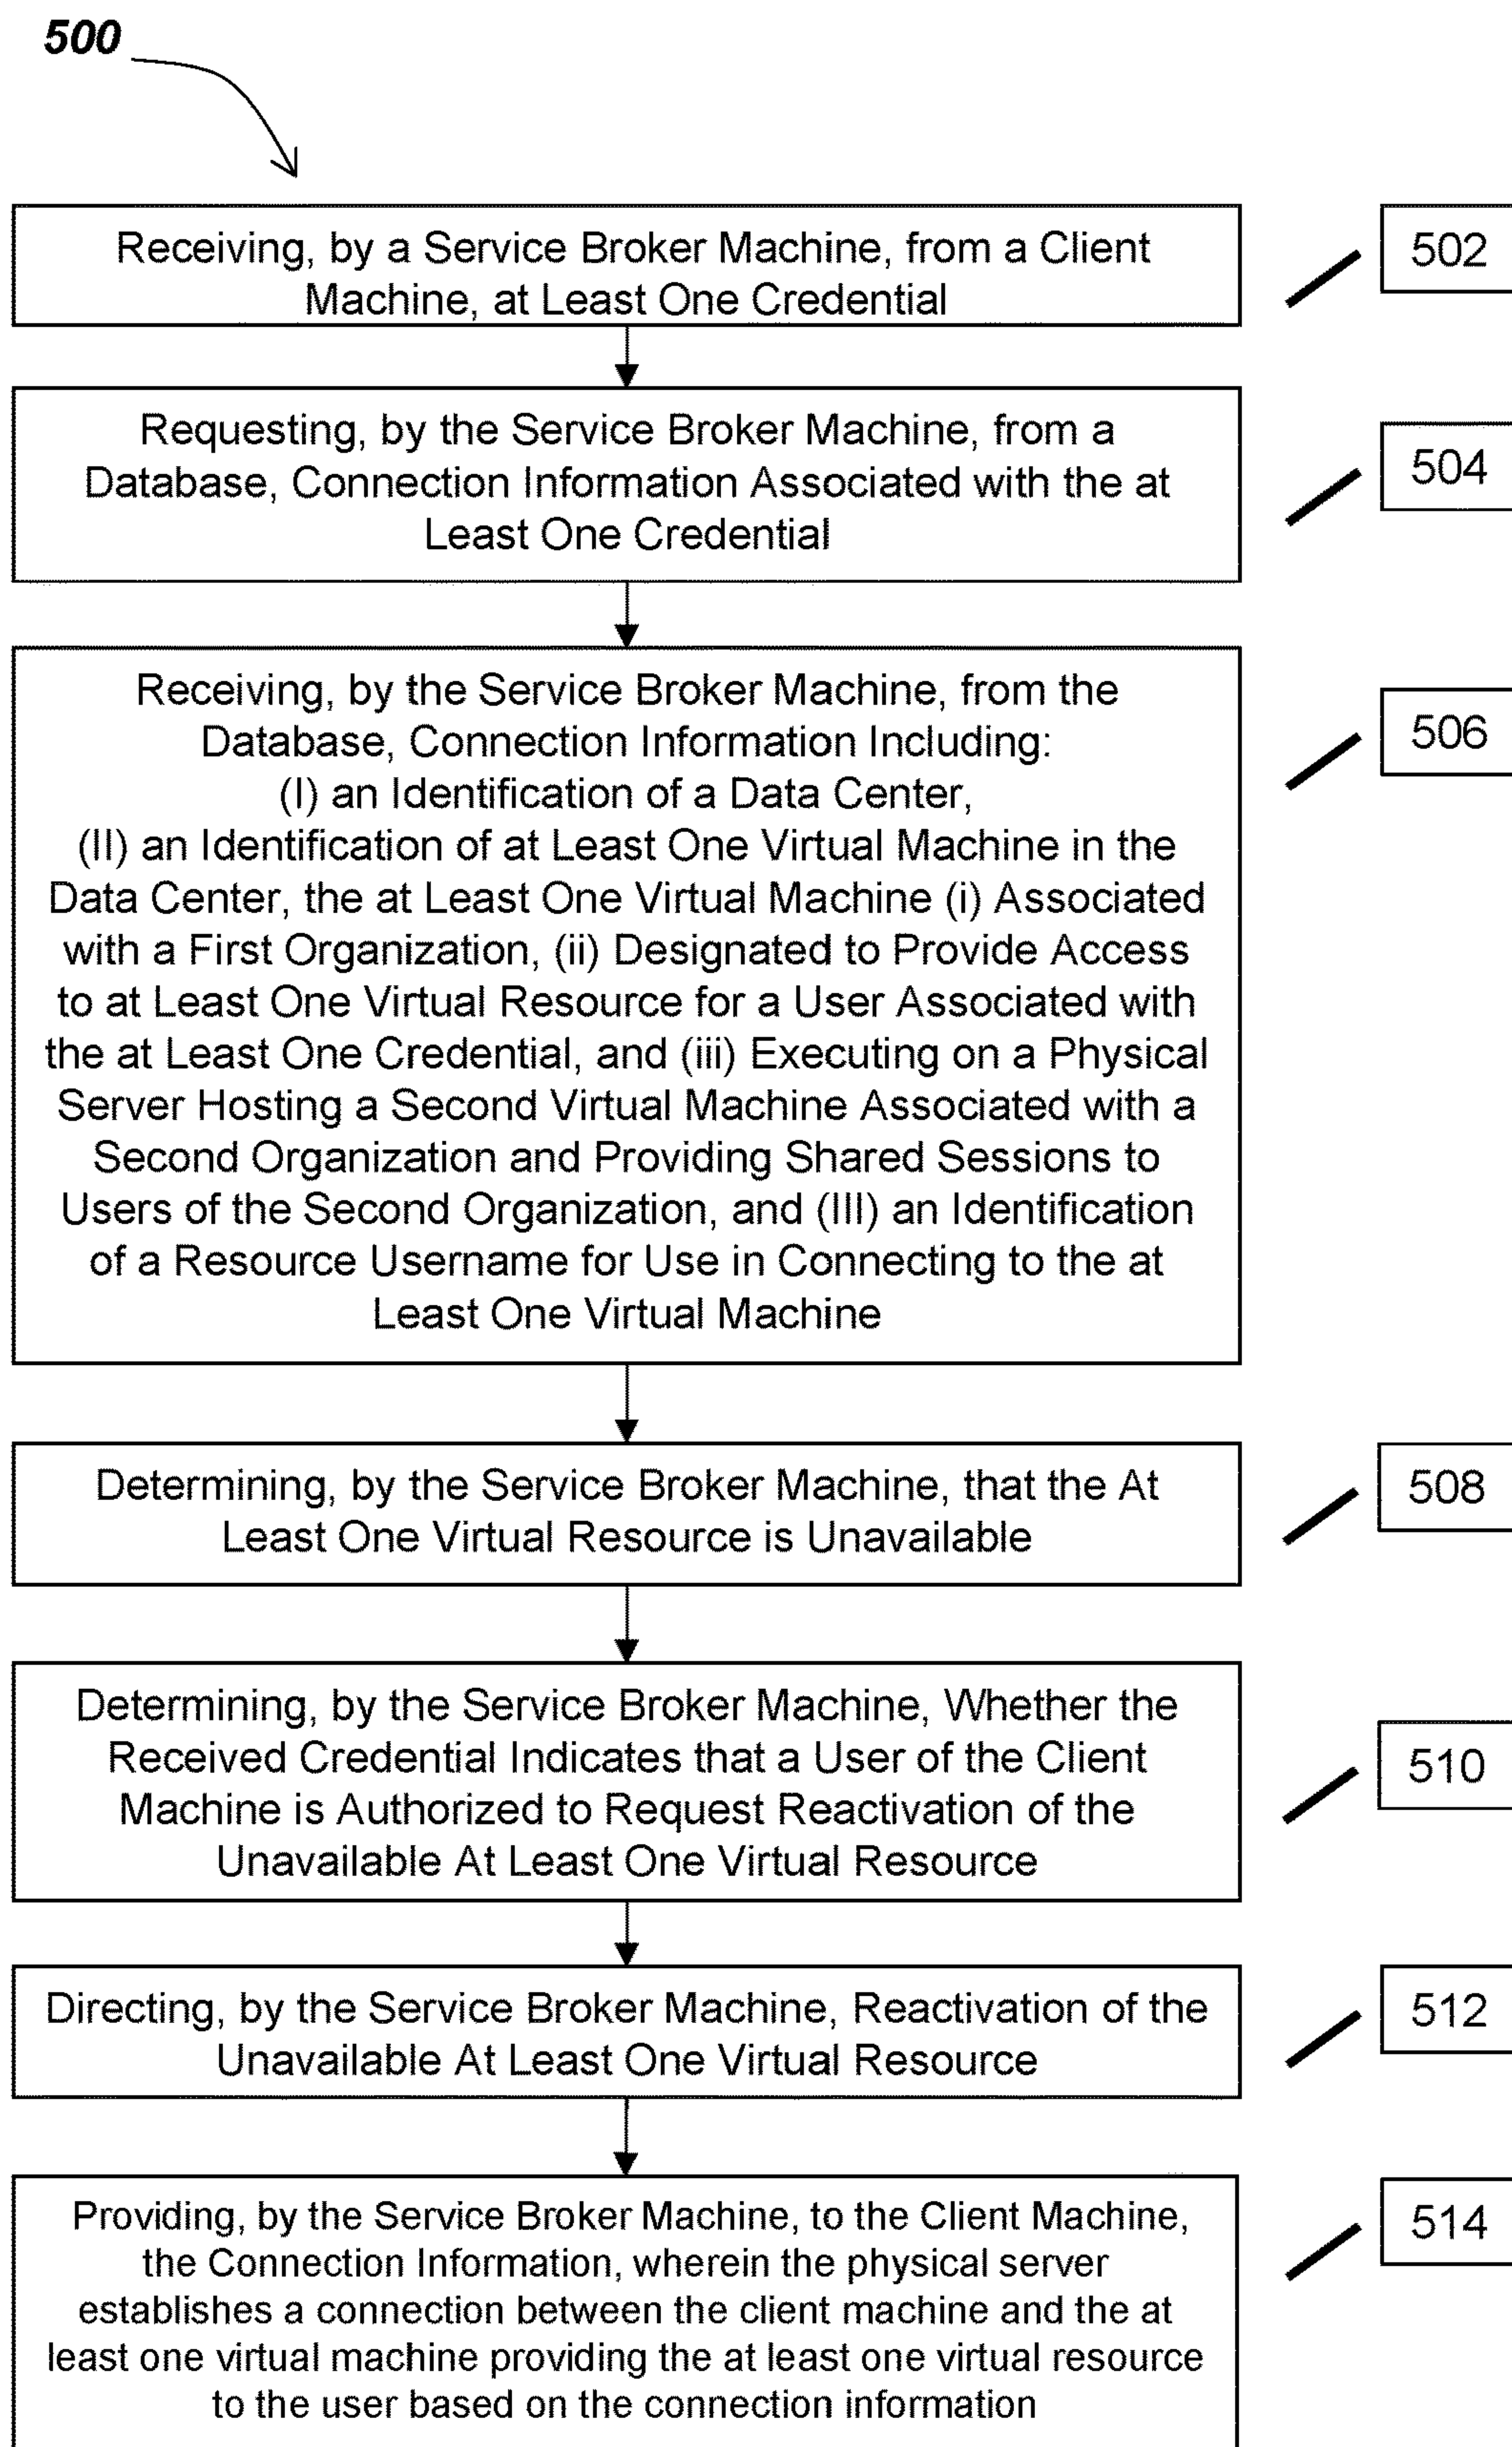 500
Receiving, by a Service Broker Machine, from a Client
Machine, at Least One Credential
502
Requesting, by the Service Broker Machine, from a
Database, Connection Information Associated with the at
Least One Credential
504
Receiving, by the Service Broker Machine, from the
Database, Connection Information Including:
(I) an Identification of a Data Center,
(II) an Identification of at Least One Virtual Machine in the
Data Center, the at Least One Virtual Machine (i) Associated
with a First Organization, (ii) Designated to Provide Access
to at Least One Virtual Resource for a User Associated with
the at Least One Credential, and (iii) Executing on a Physical
Server Hosting a Second Virtual Machine Associated with a
Second Organization and Providing Shared Sessions to
Users of the Second Organization, and (III) an Identification
of a Resource Username for Use in Connecting to the at
Least One Virtual Machine
506
Determining, by the Service Broker Machine, that the At
Least One Virtual Resource is Unavailable
508
Determining, by the Service Broker Machine, Whether the
Received Credential Indicates that a User of the Client
Machine is Authorized to Request Reactivation of the
Unavailable At Least One Virtual Resource
510
Directing, by the Service Broker Machine, Reactivation of the
Unavailable At Least One Virtual Resource
512
Providing, by the Service Broker Machine, to the Client Machine,
the Connection Information, wherein the physical server
establishes a connection between the client machine and the at
least one virtual machine providing the at least one virtual resource
to the user based on the connection information
514